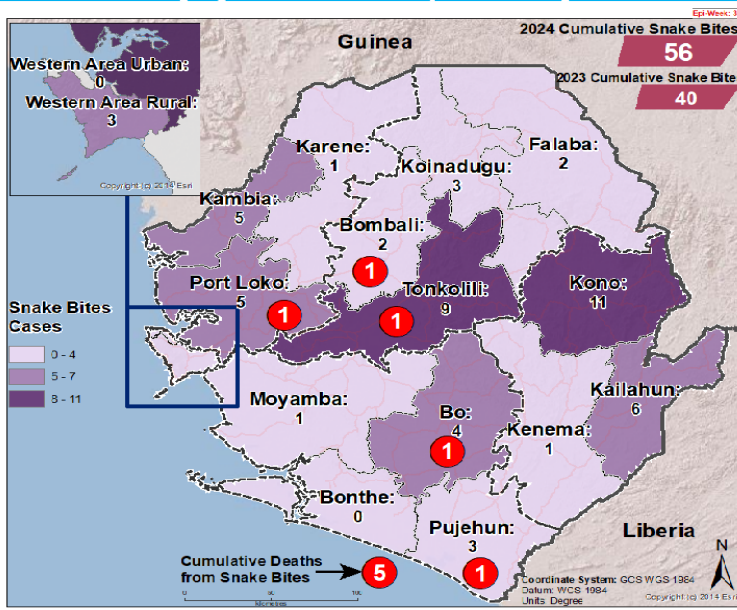 Epi-Week: 3
2024 Cumulative Snake Bites
56
2023 Cumulative Snake Bite
40
Guinea
Western Area Urban:
0
Western Area Rural:
3
Copyright:(c) 2014 Esri
Karene:
1
Koinadugu:
3
Falaba:
2
Kambia:
5
Bombali:
2
1
Port Loko:
5
1
Tonkolili:
9
1
Kono:
11
Snake Bites
Cases
0 - 4
5 - 7
8 - 11
Moyamba:
1
Bo:
4
1
Kenema:
1
Kailahun:
6
Bonthe:
0
Pujehun:
3
1
Liberia
N
Cumulative Deaths
from Snake Bites
5
Coordinate System: GCS WGS 1984
Datum: WGS 1984
Units: Degree
Copyright:(c) 2014 Esri
0
100
kilometers